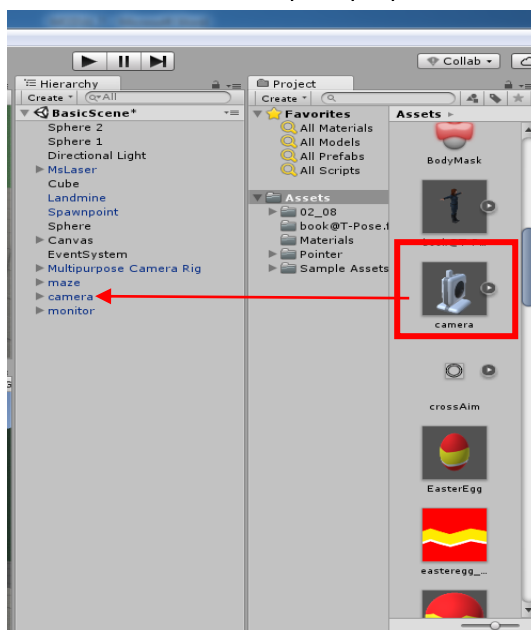 Collab
Hierarchy
Create
All
BasicScene*
Sphere 2
Sphere 1
Directional Light
MsLaser
Cube
Landmine
Spawnpoint
Sphere
Canvas
EventSystem
Multipurpose Camera Rig
maze
camera
monitor
Project
Create
Favorites
All Materials
All Models
All Prefabs
All Scripts
Assets
02_08
book@T-Pose.f
Materials
Pointer
Sample Assets
Assets
BodyMask
camera
crossAim
EasterEgg
easteregg_...